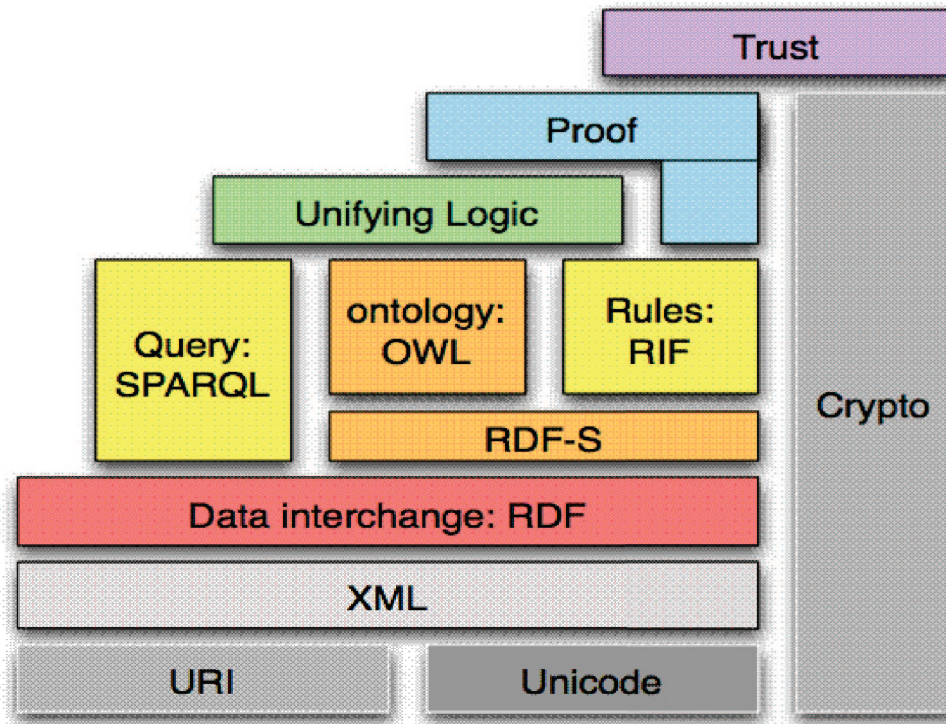 Trust
Proof
Unifying Logic
Query:
SPARQL
ontology:
OWL
Rules:
RIF
Crypto
RDF-S
Data interchange: RDF
XML
URI
Unicode